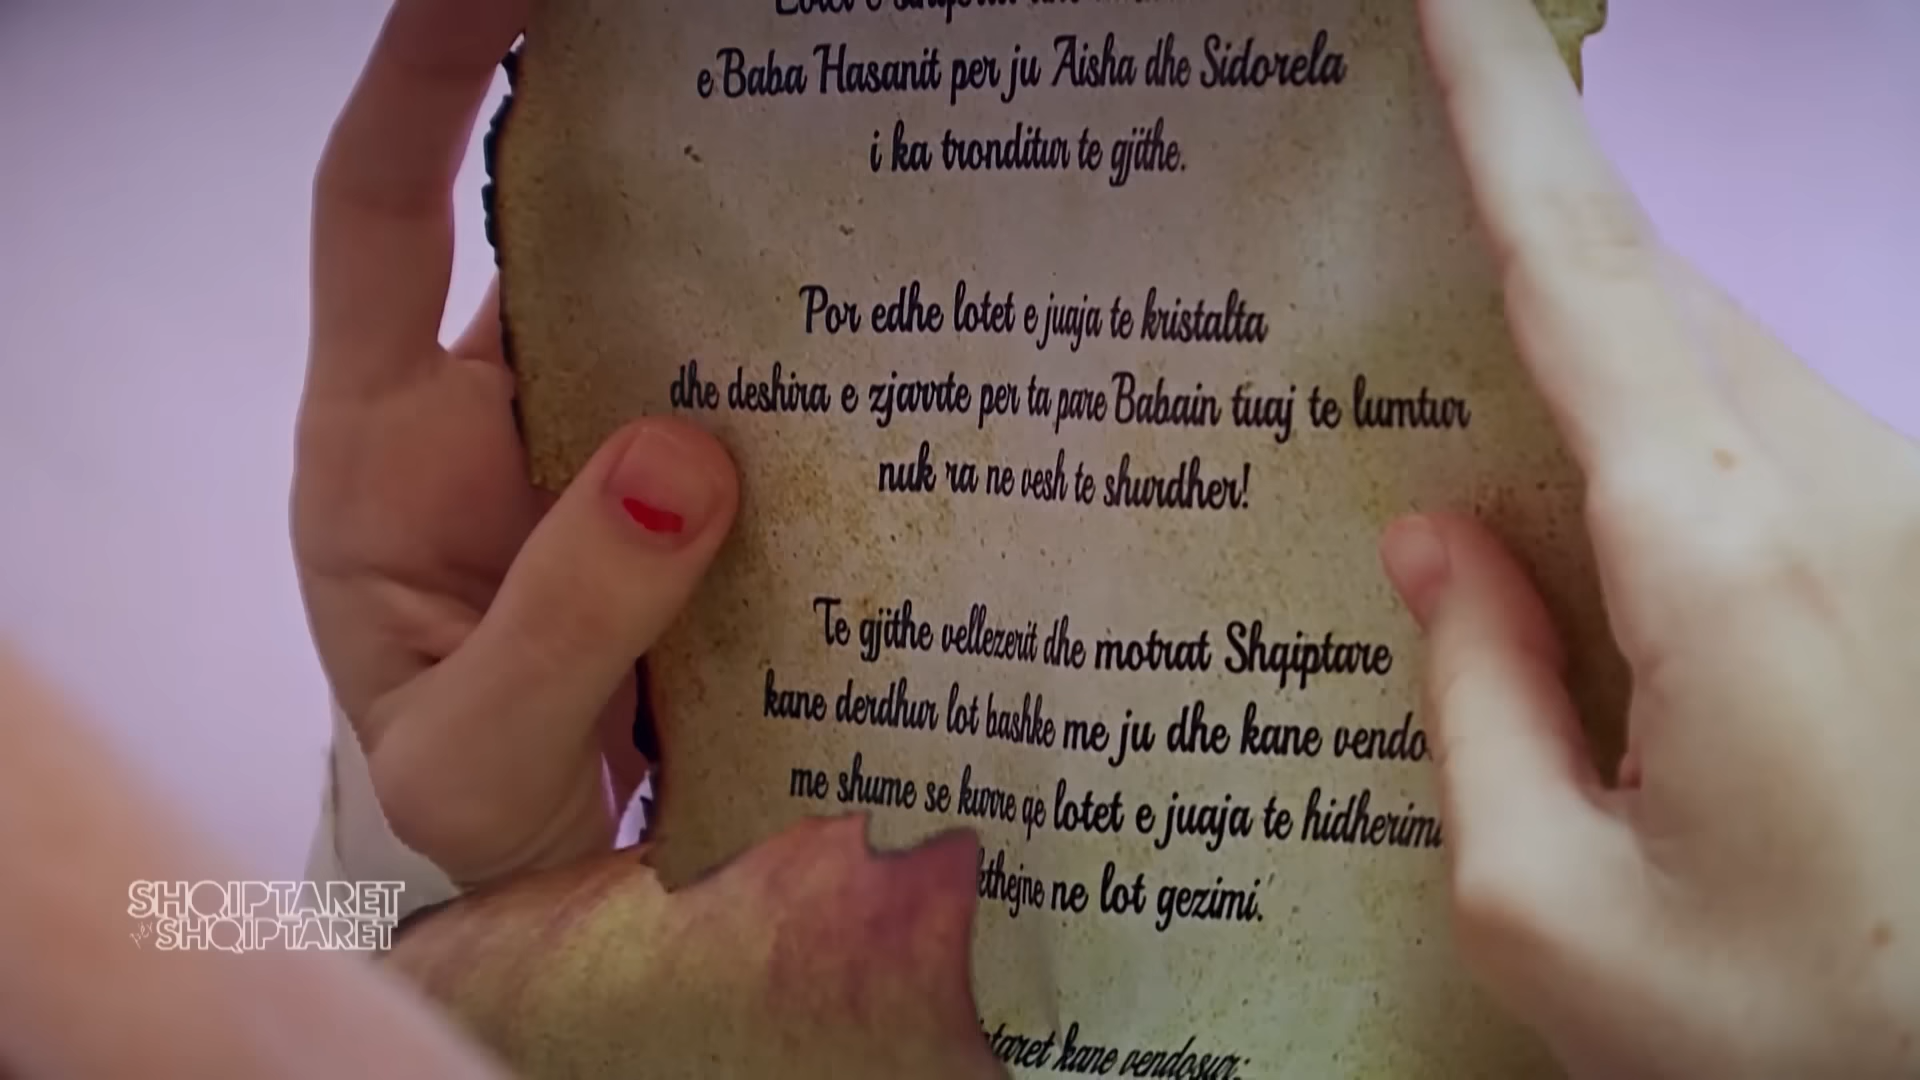 e Baba Hasanit per ju Aisha dhe Sidorela
i ka tronditur te gjithe.
Por edhe lotet e juaja te kristalta
dhe deshira e zjarrte per ta pare Babain tuaj te lumtur
nuk ra ne vesh te shurdher!
Te gjithe vellezerit dhe motrat Shqiptare
kane derdhur lot bashke me ju dhe kane
me shume se kurre qe lotet e juaja te
ne lot gezimi.
kane vendosur:
SHQIPTARET
për SHQIPTARET